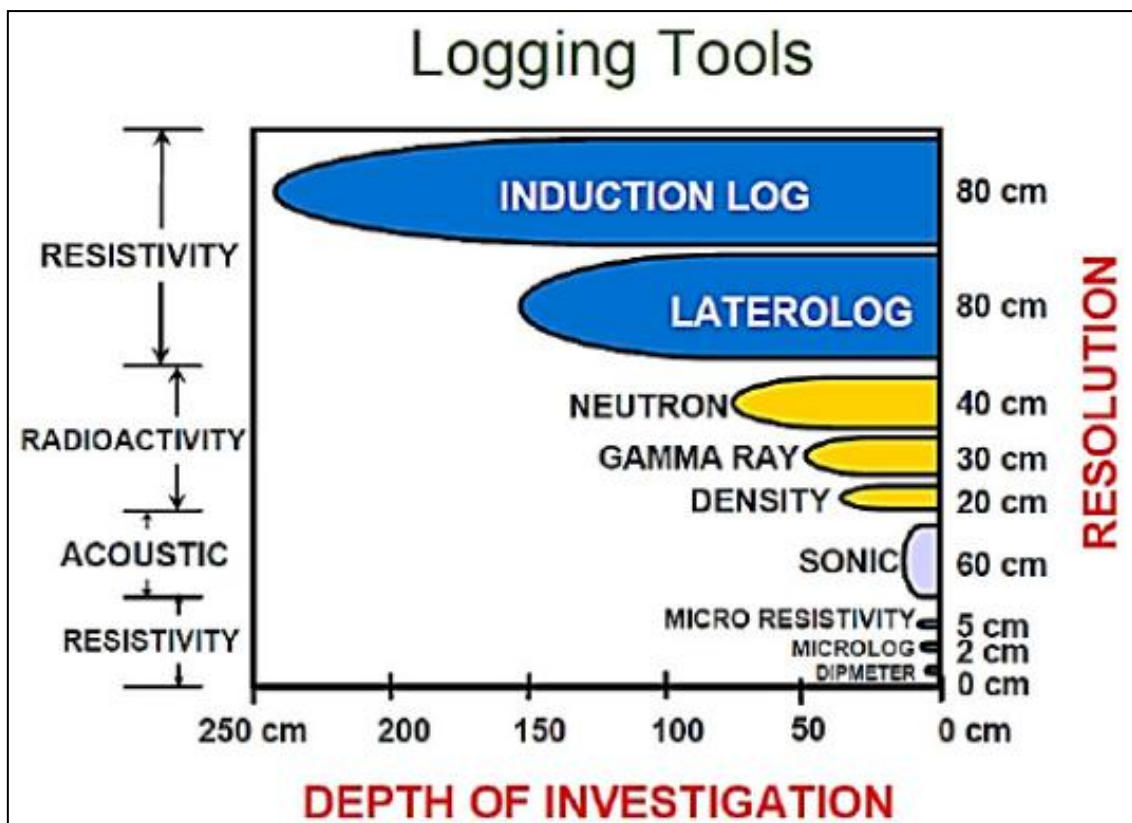 Logging Tools
INDUCTION LOG
80 cm
RESISTIVITY
LATEROLOG
80 cm
NEUTRON
40 cm
RADIOACTIVITY
GAMMA RAY
30 cm
DENSITY
20 cm
ACOUSTIC
SONIC
60 cm
RESISTIVITY
MICRO RESISTIVITY
5 cm
MICROLOG
2 cm
DIPMETER
0 cm
RESOLUTION
250 cm 200 150 100 50 0 cm
DEPTH OF INVESTIGATION